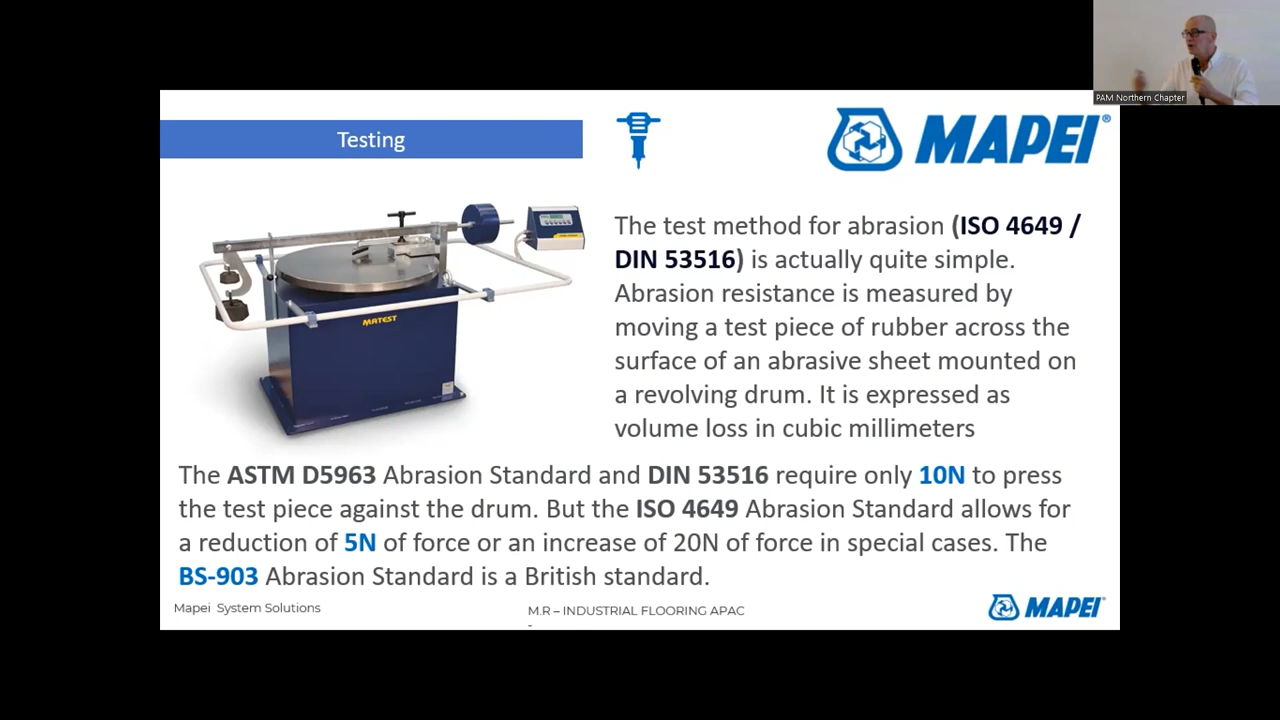 PAM Northern Chapter
Testing
MAPEI®
MATEST
The test method for abrasion (ISO 4649 /
DIN 53516) is actually quite simple.
Abrasion resistance is measured by
moving a test piece of rubber across the
surface of an abrasive sheet mounted on
a revolving drum. It is expressed as
volume loss in cubic millimeters
The ASTM D5963 Abrasion Standard and DIN 53516 require only 10N to press
the test piece against the drum. But the ISO 4649 Abrasion Standard allows for
a reduction of 5N of force or an increase of 20N of force in special cases. The
BS-903 Abrasion Standard is a British standard.
Mapei System Solutions
M.R – INDUSTRIAL FLOORING APAC
-
MAPEI®